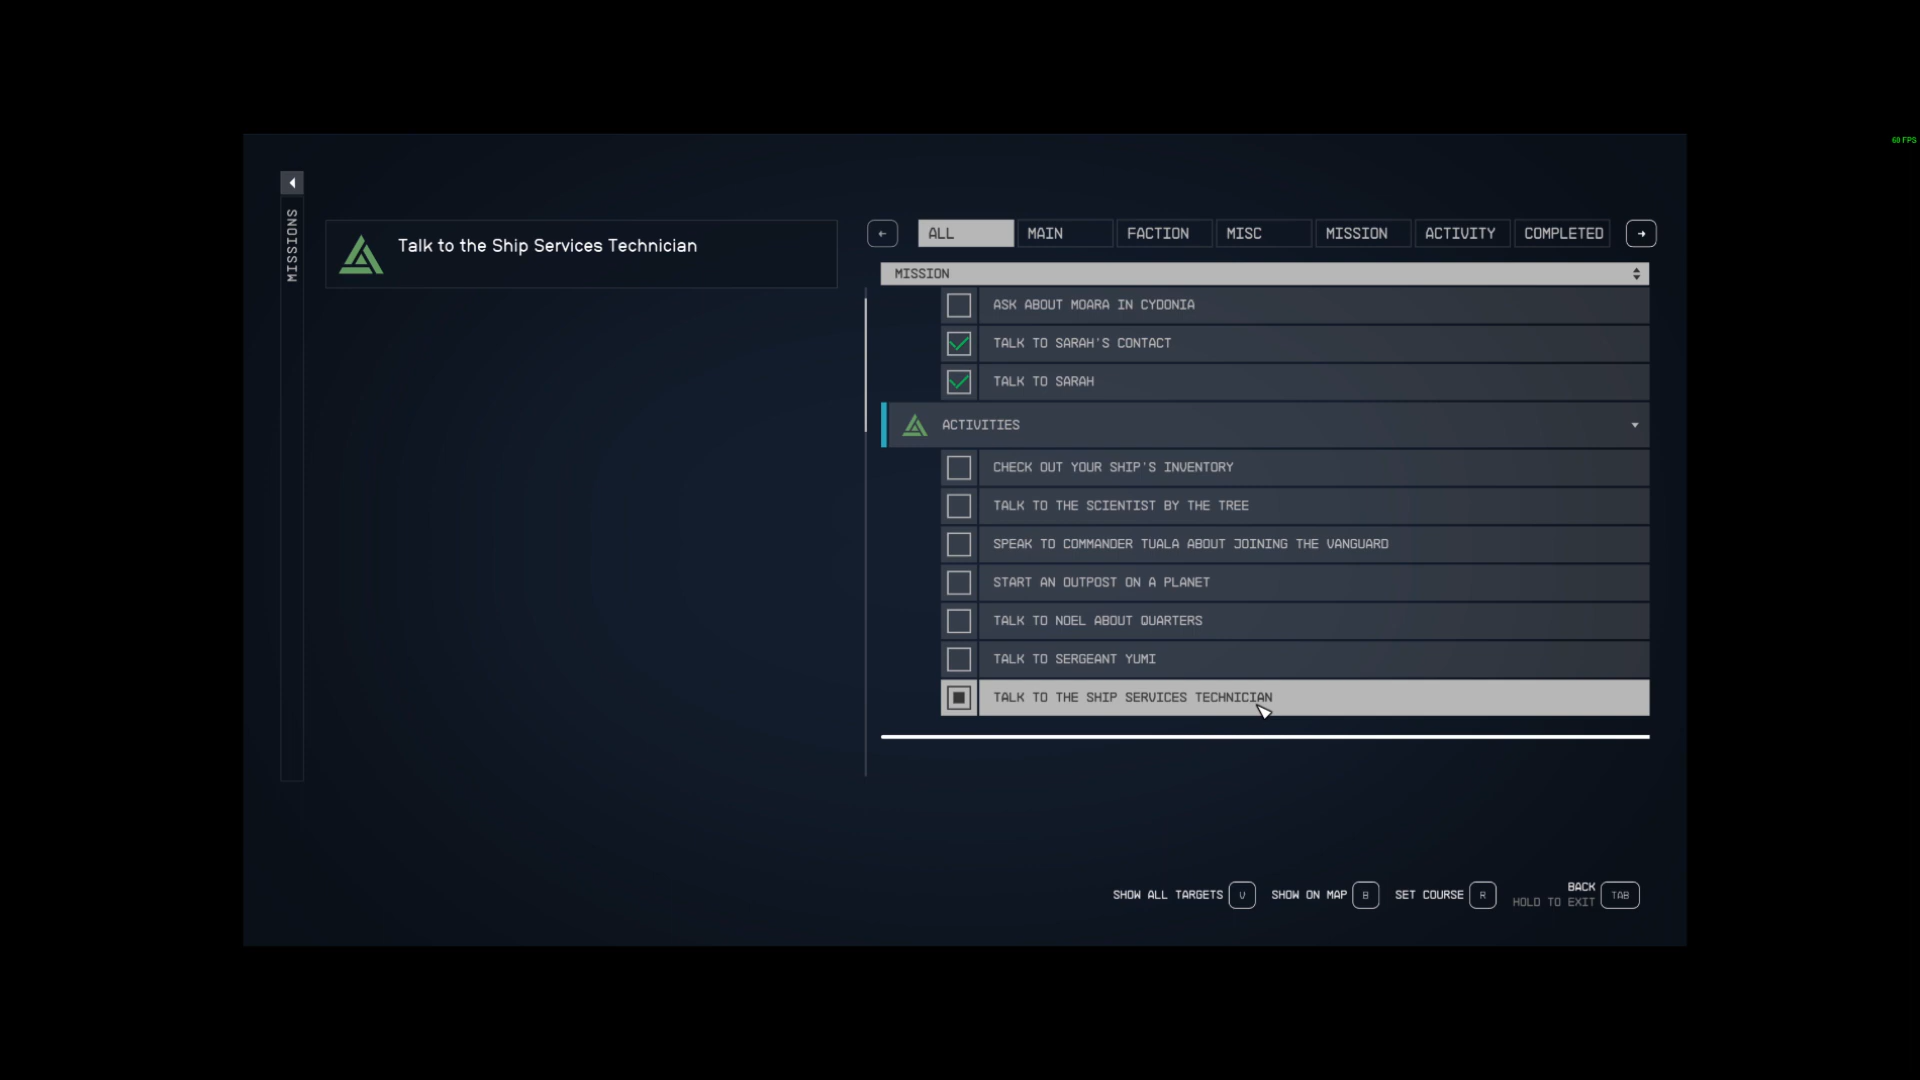 60 FPS
MISSIONS
Talk to the Ship Services Technician
ALL MAIN FACTION MISC MISSION ACTIVITY COMPLETED
MISSION
ASK ABOUT MOARA IN CYDONIA
TALK TO SARAH'S CONTACT
TALK TO SARAH
ACTIVITIES
CHECK OUT YOUR SHIP'S INVENTORY
TALK TO THE SCIENTIST BY THE TREE
SPEAK TO COMMANDER TUALA ABOUT JOINING THE VANGUARD
START AN OUTPOST ON A PLANET
TALK TO NOEL ABOUT QUARTERS
TALK TO SERGEANT YUMI
TALK TO THE SHIP SERVICES TECHNICIAN
SHOW ALL TARGETS V SHOW ON MAP B SET COURSE R BACK TAB
HOLD TO EXIT